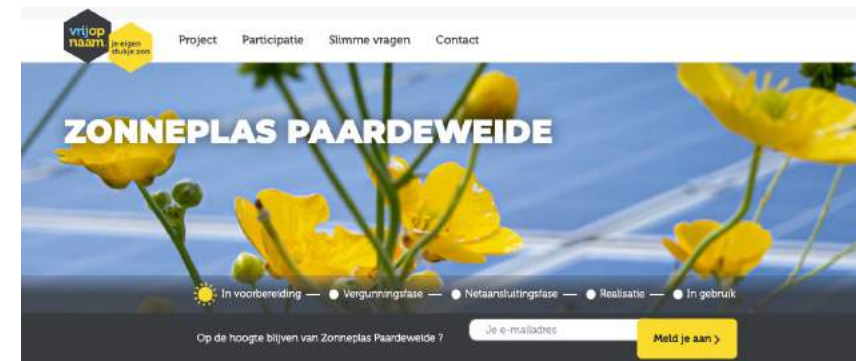 vrijop
naam.
je eigen
stukje zon
Project Participatie Slimme vragen Contact
ZONNEPLAS PAARDEWEIDE
In voorbereiding — Vergunningsfase — Netaansluitingsfase — Realisatie — In gebruik
Op de hoogte blijven van Zonneplas Paardeweide ? Je e-mailadres Meld je aan >